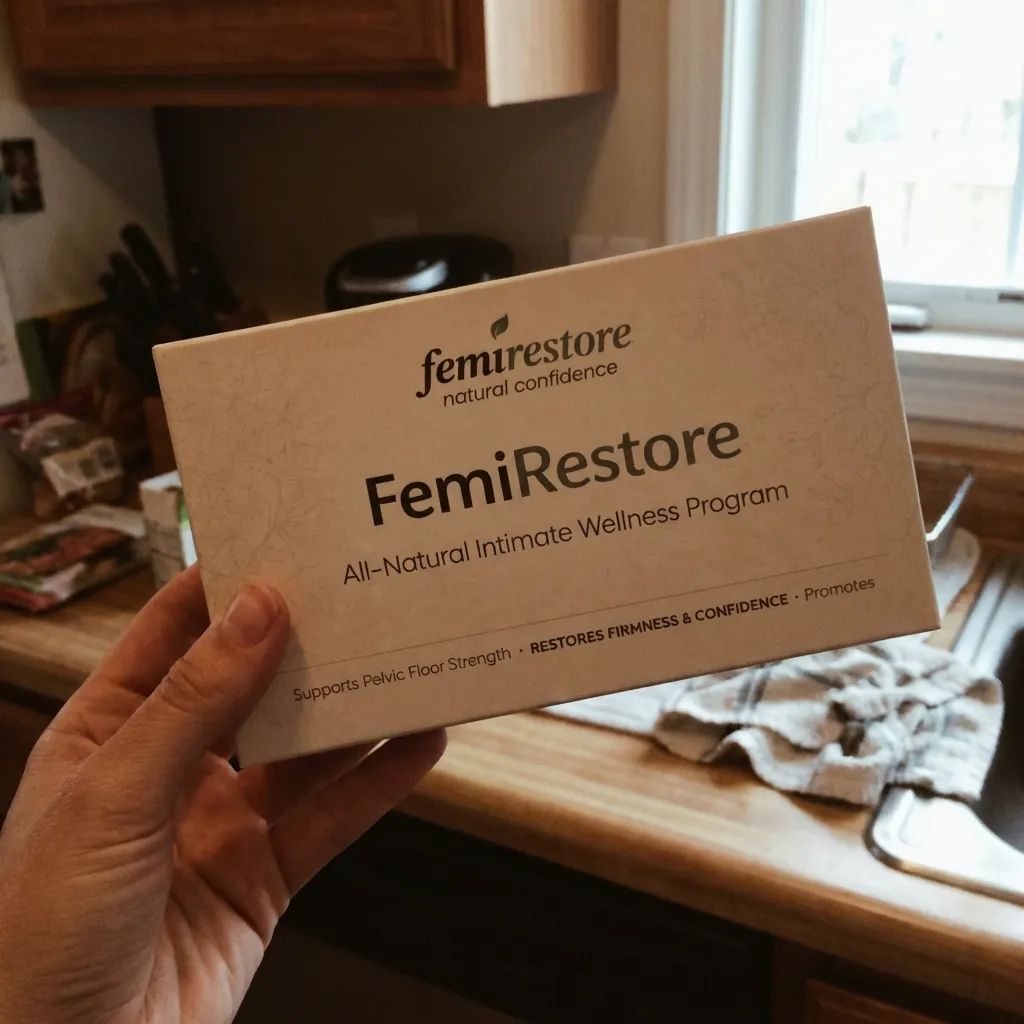 femirestore
natural confidence
FemiRestore
All-Natural Intimate Wellness Program
Supports Pelvic Floor Strength · RESTORES FIRMNESS & CONFIDENCE · Promotes